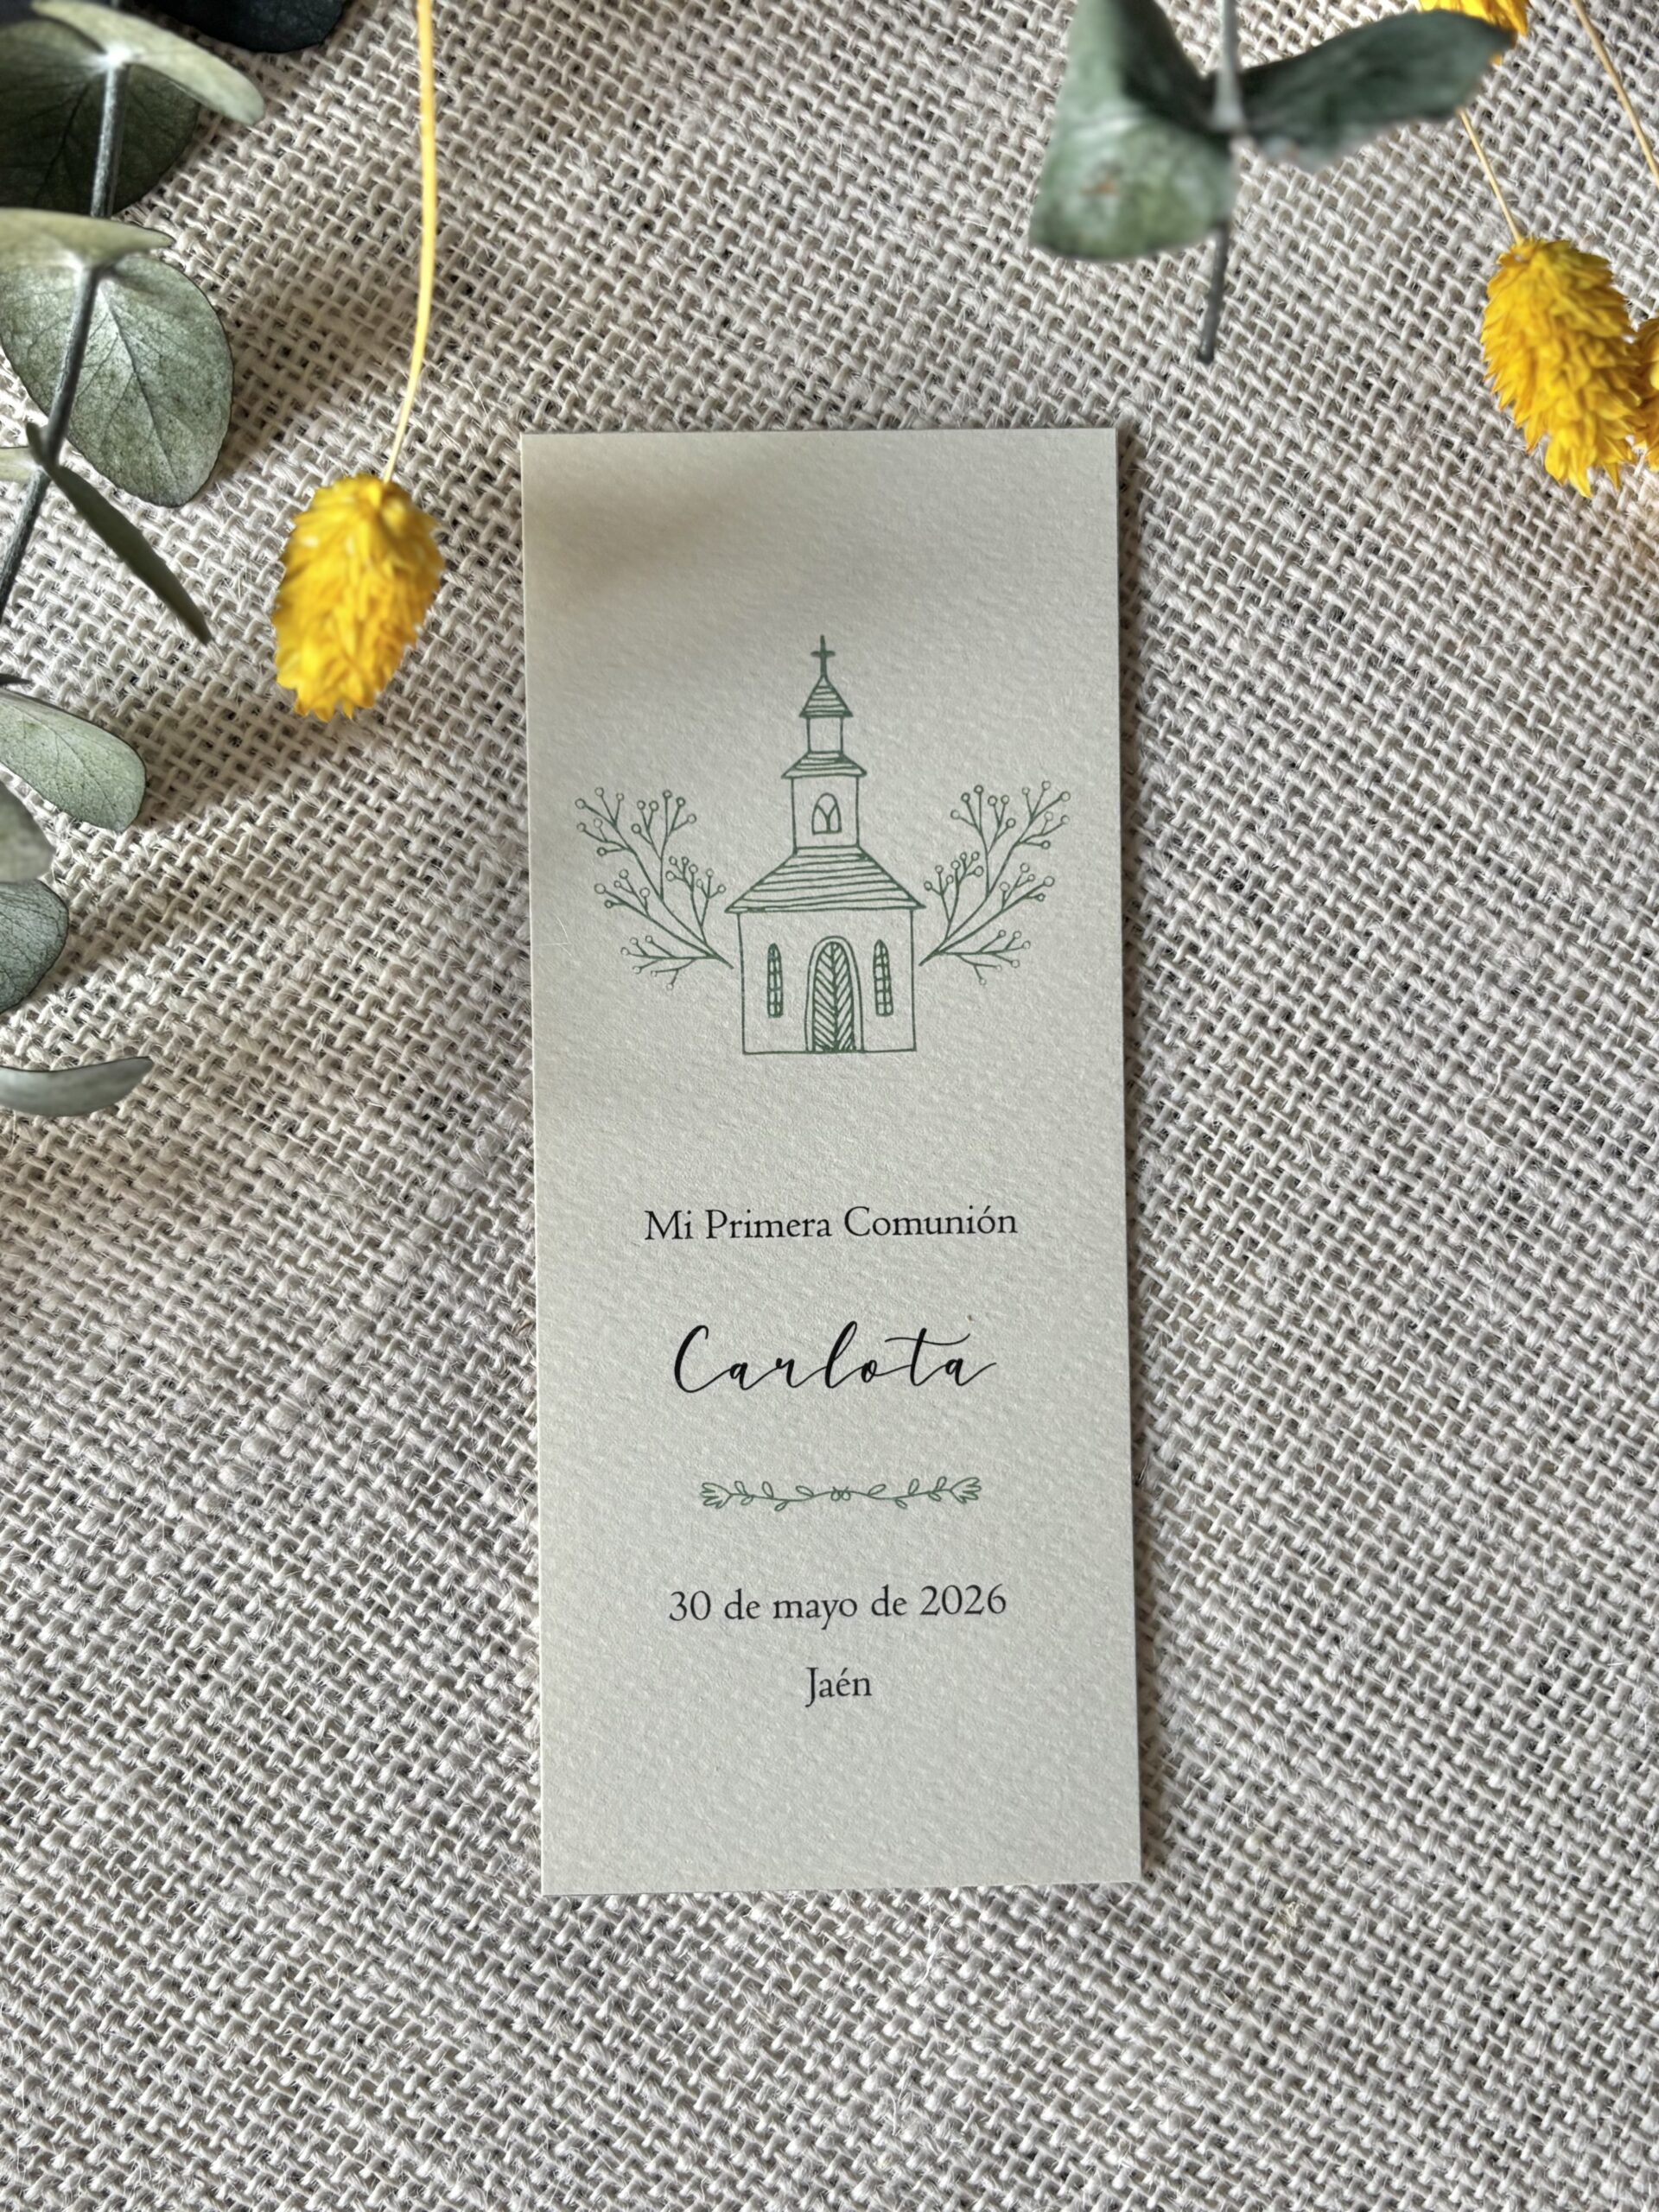 Mi Primera Comunión
Carlota
30 de mayo de 2026
Jaén